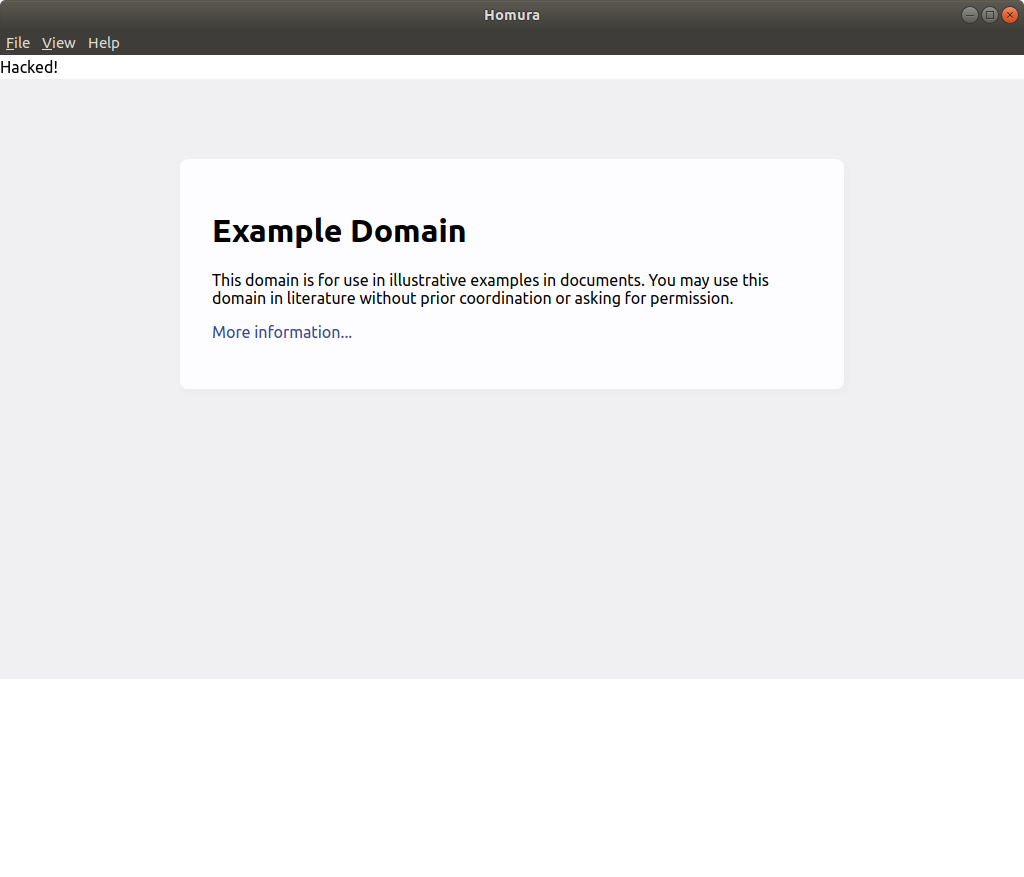 Homura
File View Help
Hacked!
Example Domain
This domain is for use in illustrative examples in documents. You may use this
domain in literature without prior coordination or asking for permission.
More information...